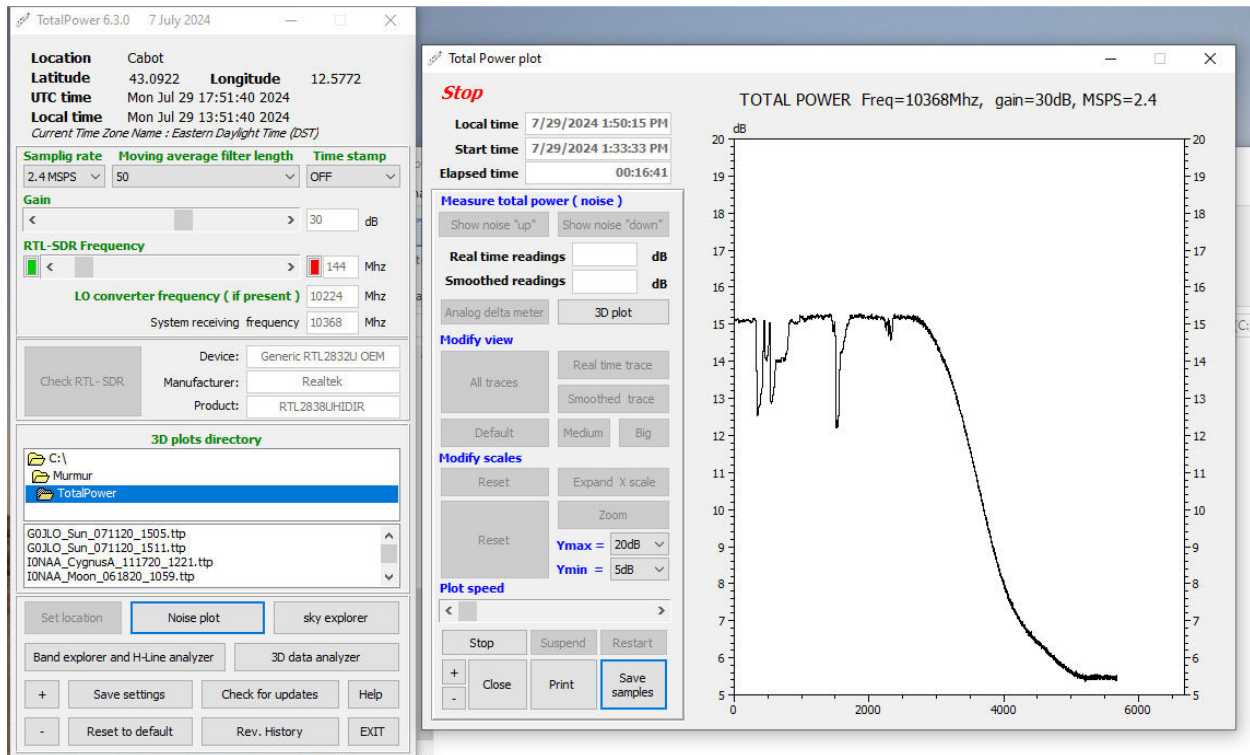 TotalPower 6.3.0 7 July 2024
Location Cabot
Latitude 43.0922 Longitude 12.5772
UTC time Mon Jul 29 17:51:40 2024
Local time Mon Jul 29 13:51:40 2024
Current Time Zone Name : Eastern Daylight Time (DST)
Samplig rate Moving average filter length Time stamp
2.4 MSPS 50 OFF
Gain
< > 30 dB
RTL-SDR Frequency
< > 144 Mhz
LO converter frequency ( if present ) 10224 Mhz
System receiving frequency 10368 Mhz
Check RTL- SDR
Device: Generic RTL2832U OEM
Manufacturer: Realtek
Product: RTL2838UHIDIR
3D plots directory
C:\
Murmur
TotalPower
G0JLO_Sun_071120_1505.ttp
G0JLO_Sun_071120_1511.ttp
I0NAA_CygnusA_111720_1221.ttp
I0NAA_Moon_061820_1059.ttp
Set location Noise plot sky explorer
Band explorer and H-Line analyzer 3D data analyzer
+ Save settings Check for updates Help
- Reset to default Rev. History EXIT
Total Power plot
Stop
Local time 7/29/2024 1:50:15 PM
Start time 7/29/2024 1:33:33 PM
Elapsed time 00:16:41
Measure total power ( noise )
Show noise "up" Show noise "down"
Real time readings dB
Smoothed readings dB
Analog delta meter 3D plot
Modify view
All traces
Real time trace
Smoothed trace
Default Medium Big
Modify scales
Reset Expand X scale
Zoom
Reset
Ymax = 20dB
Ymin = 5dB
Plot speed
< >
Stop Suspend Restart
+
-
Close Print Save samples
TOTAL POWER Freq=10368Mhz, gain=30dB, MSPS=2.4
dB
20 20
19 19
18 18
17 17
16 16
15 15
14 14
13 13
12 12
11 11
10 10
9 9
8 8
7 7
6 6
5 5
0 2000 4000 6000
(C: